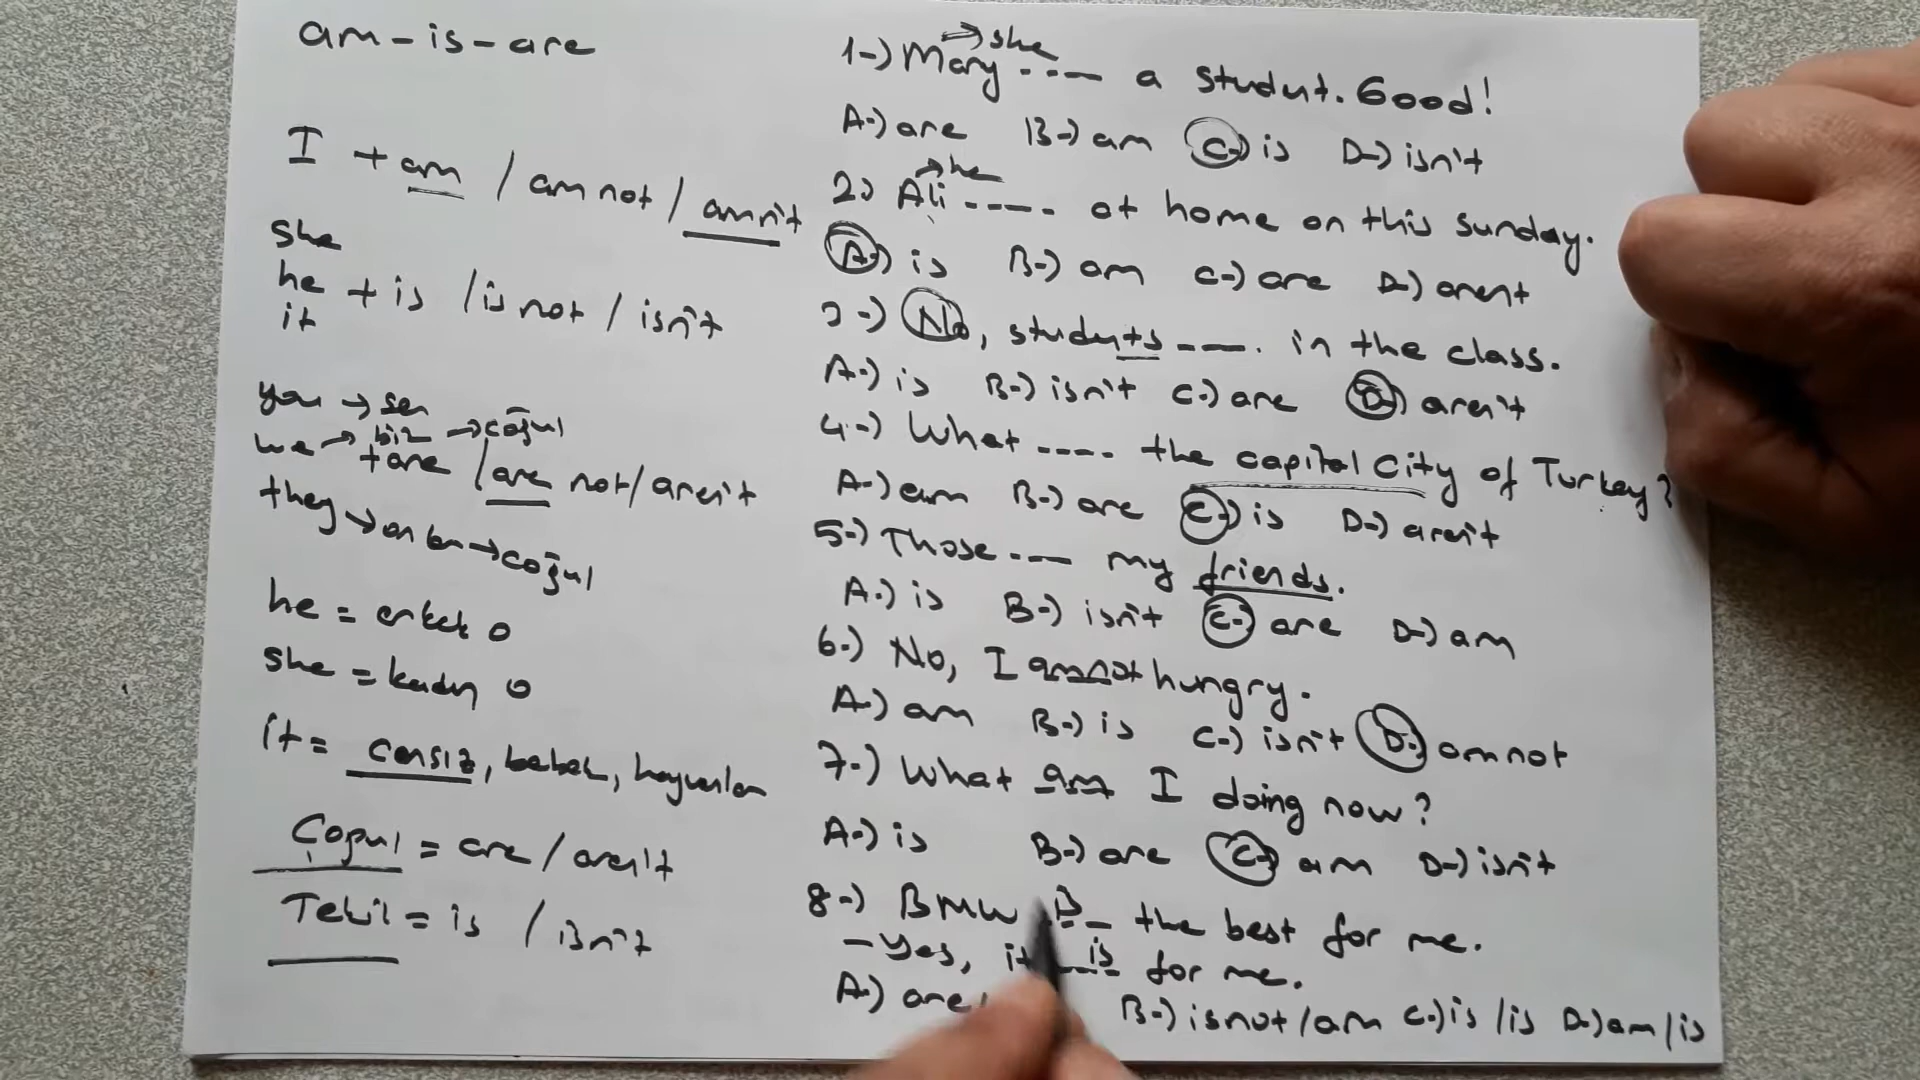 am-is-are
I + am / am not / amn't
she
he + is / is not / isn't
it
you → sen
we → biz → çoğul
+ are / are not / aren't
they → onlar → çoğul
he = erkek o
she = kadın o
it = cansız, bebek, hayvanlar
Çoğul = are / aren't
Tekil = is / isn't
→ she
1-) Mary ---- a student. Good!
A-) are B-) am C-) is D-) isn't
→ he
2-) Ali ---- at home on this sunday.
A-) is B-) am C-) are D-) arent
3-) No, students ---- in the class.
A-) is B-) isn't C-) are D-) aren't
4-) What ---- the capital city of Turkey?
A-) am B-) are C-) is D-) aren't
5-) Those --- my friends.
A-) is B-) isn't C-) are D-) am
6-) No, I am not hungry.
A-) am B-) is C-) isn't D-) am not
7-) What am I doing now?
A-) is B-) are C-) am D-) isn't
8-) BMW is the best for me.
- Yes, it is for me.
A-) are B-) is not / am C-) is / is D-) am / is